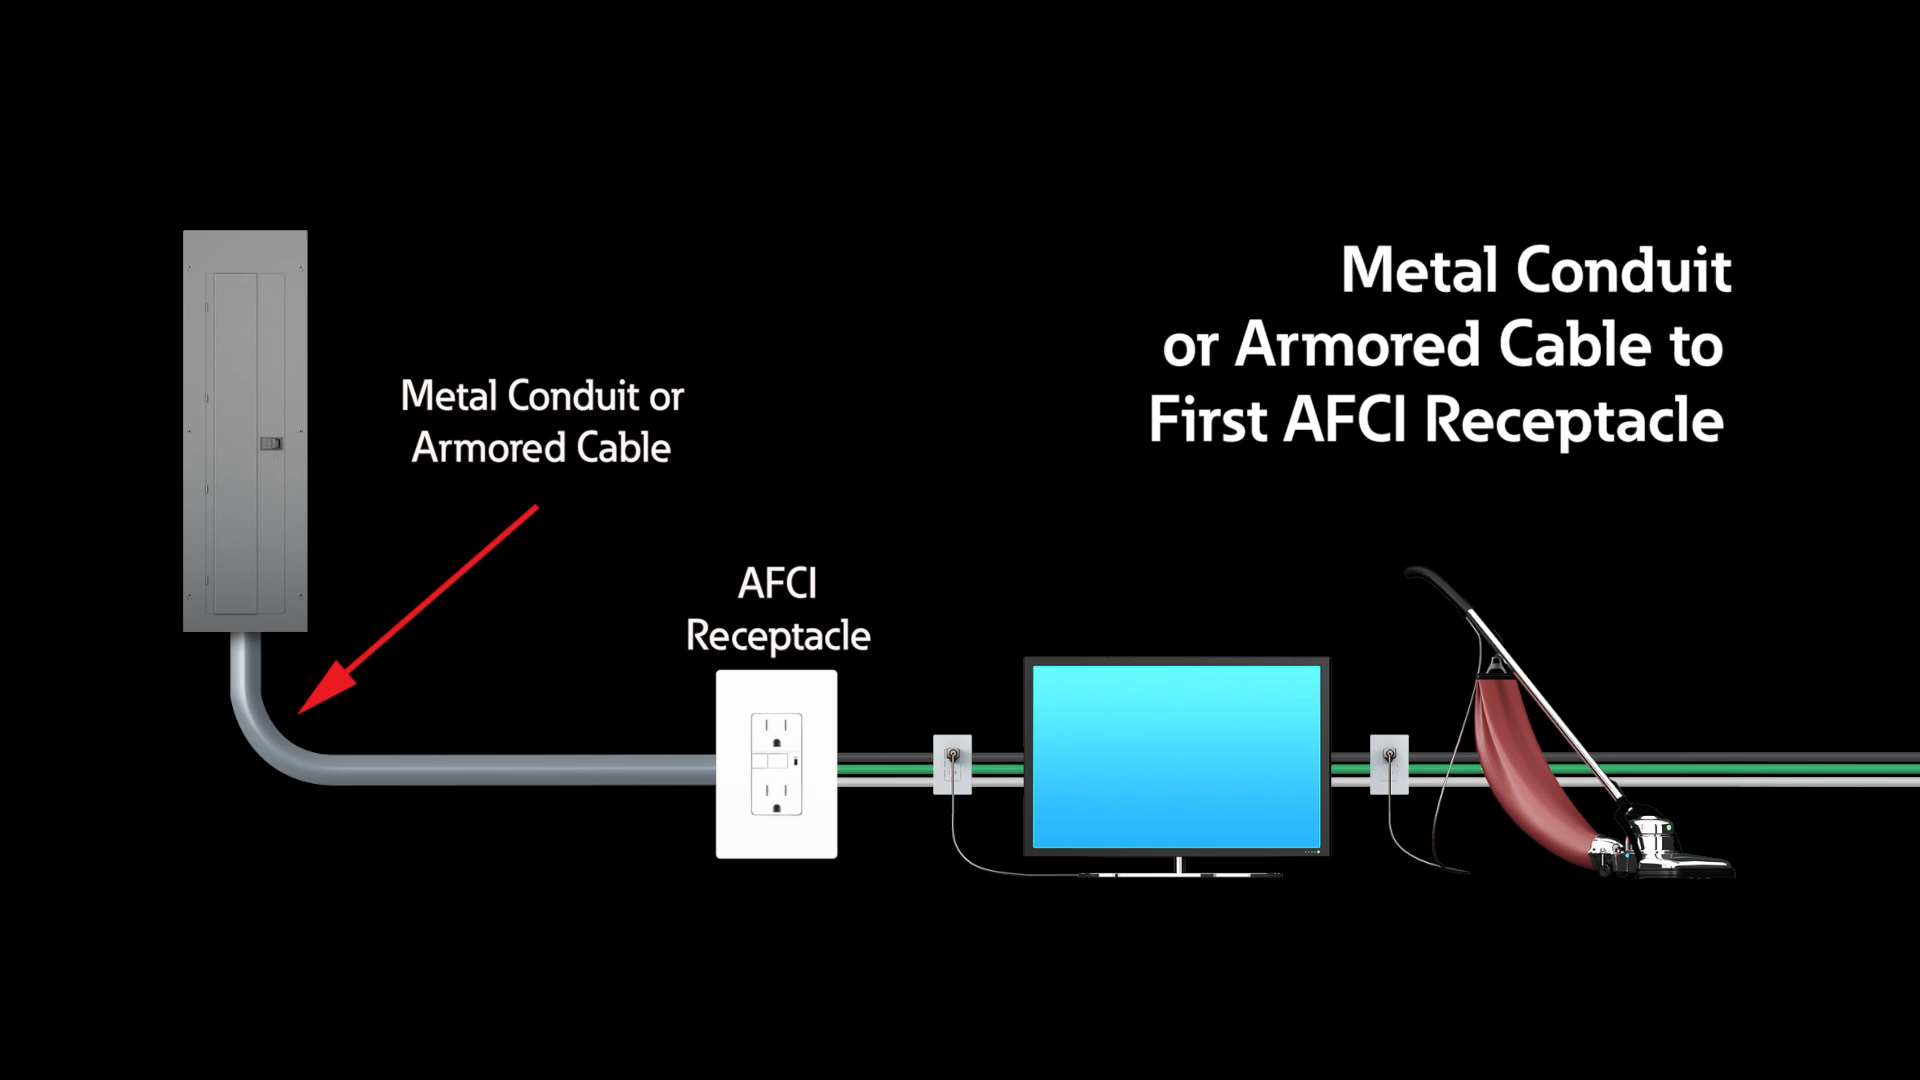 Metal Conduit
or Armored Cable to
First AFCI Receptacle
Metal Conduit or
Armored Cable
AFCI
Receptacle